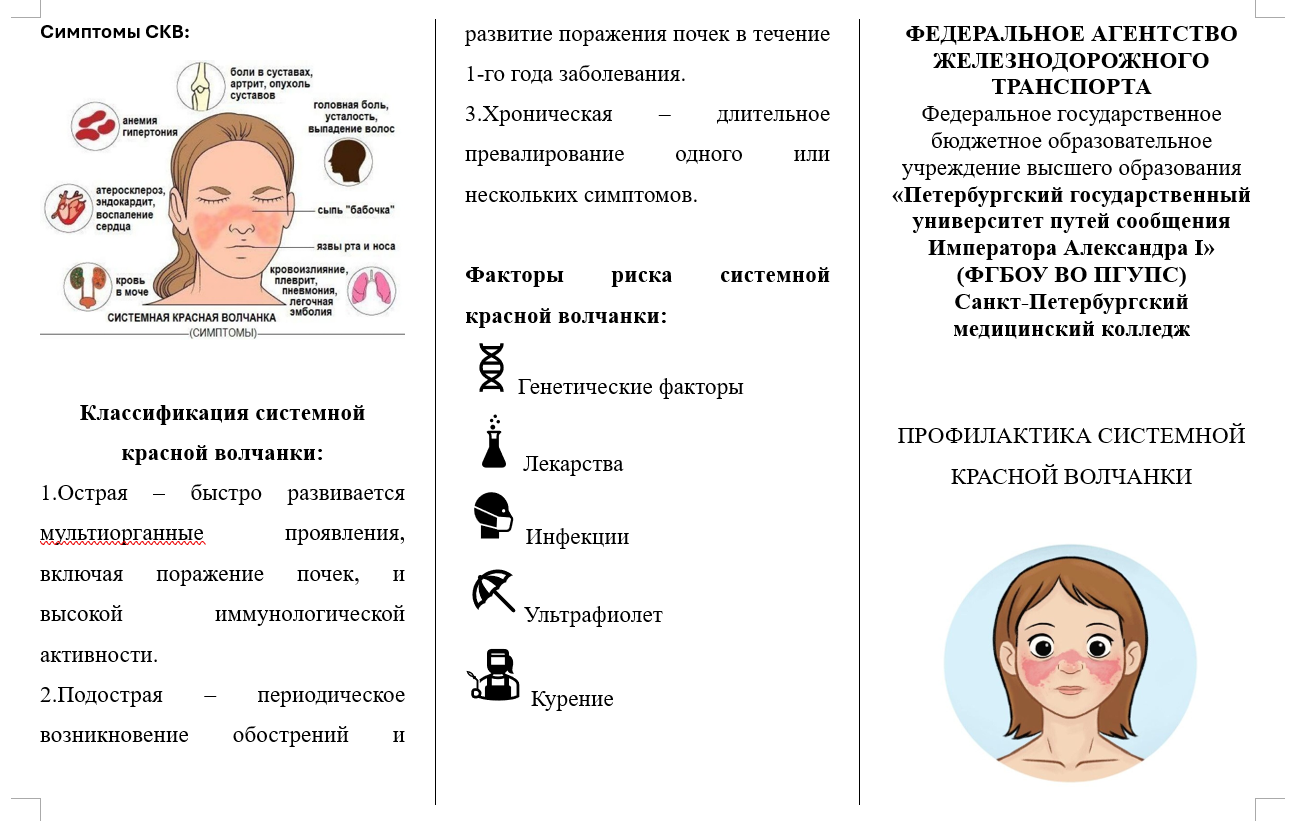 Симптомы СКВ:
боли в суставах,
артрит, опухоль
суставов
анемия
гипертония
головная боль,
усталость,
выпадение волос
атеросклероз,
эндокардит,
воспаление
сердца
сыпь "бабочка"
язвы рта и носа
кровь
в моче
кровоизлияние,
плеврит,
пневмония,
легочная
эмболия
СИСТЕМНАЯ КРАСНАЯ ВОЛЧАНКА
(СИМПТОМЫ)
Классификация системной
красной волчанки:
1.Острая – быстро развивается
мультиорганные проявления,
включая поражение почек, и
высокой иммунологической
активности.
2.Подострая – периодическое
возникновение обострений и
развитие поражения почек в течение
1-го года заболевания.
3.Хроническая – длительное
превалирование одного или
нескольких симптомов.
Факторы риска системной
красной волчанки:
Генетические факторы
Лекарства
Инфекции
Ультрафиолет
Курение
ФЕДЕРАЛЬНОЕ АГЕНТСТВО
ЖЕЛЕЗНОДОРОЖНОГО
ТРАНСПОРТА
Федеральное государственное
бюджетное образовательное
учреждение высшего образования
«Петербургский государственный
университет путей сообщения
Императора Александра I»
(ФГБОУ ВО ПГУПС)
Санкт-Петербургский
медицинский колледж
ПРОФИЛАКТИКА СИСТЕМНОЙ
КРАСНОЙ ВОЛЧАНКИ